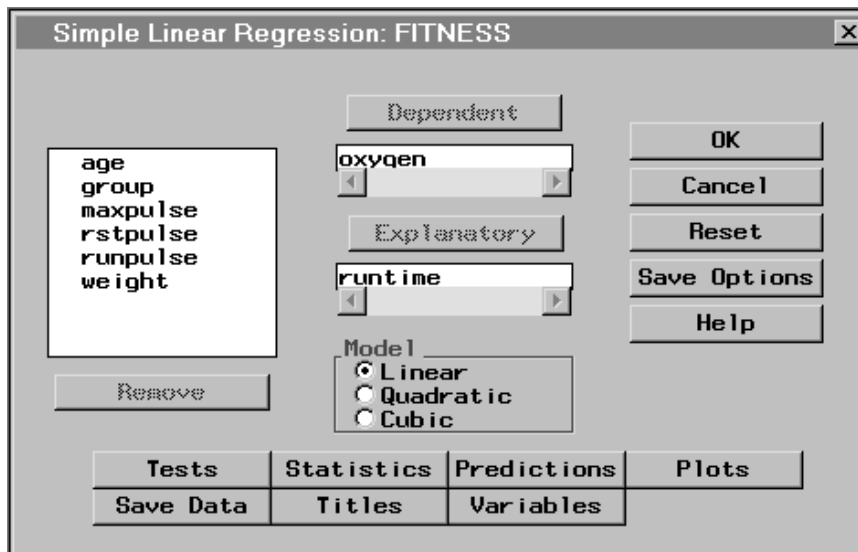 Simple Linear Regression: FITNESS
age
group
maxpulse
rstpulse
runpulse
weight
Remove
Dependent
oxygen
Explanatory
runtime
Model
Linear
Quadratic
Cubic
OK
Cancel
Reset
Save Options
Help
Tests Statistics Predictions Plots
Save Data Titles Variables